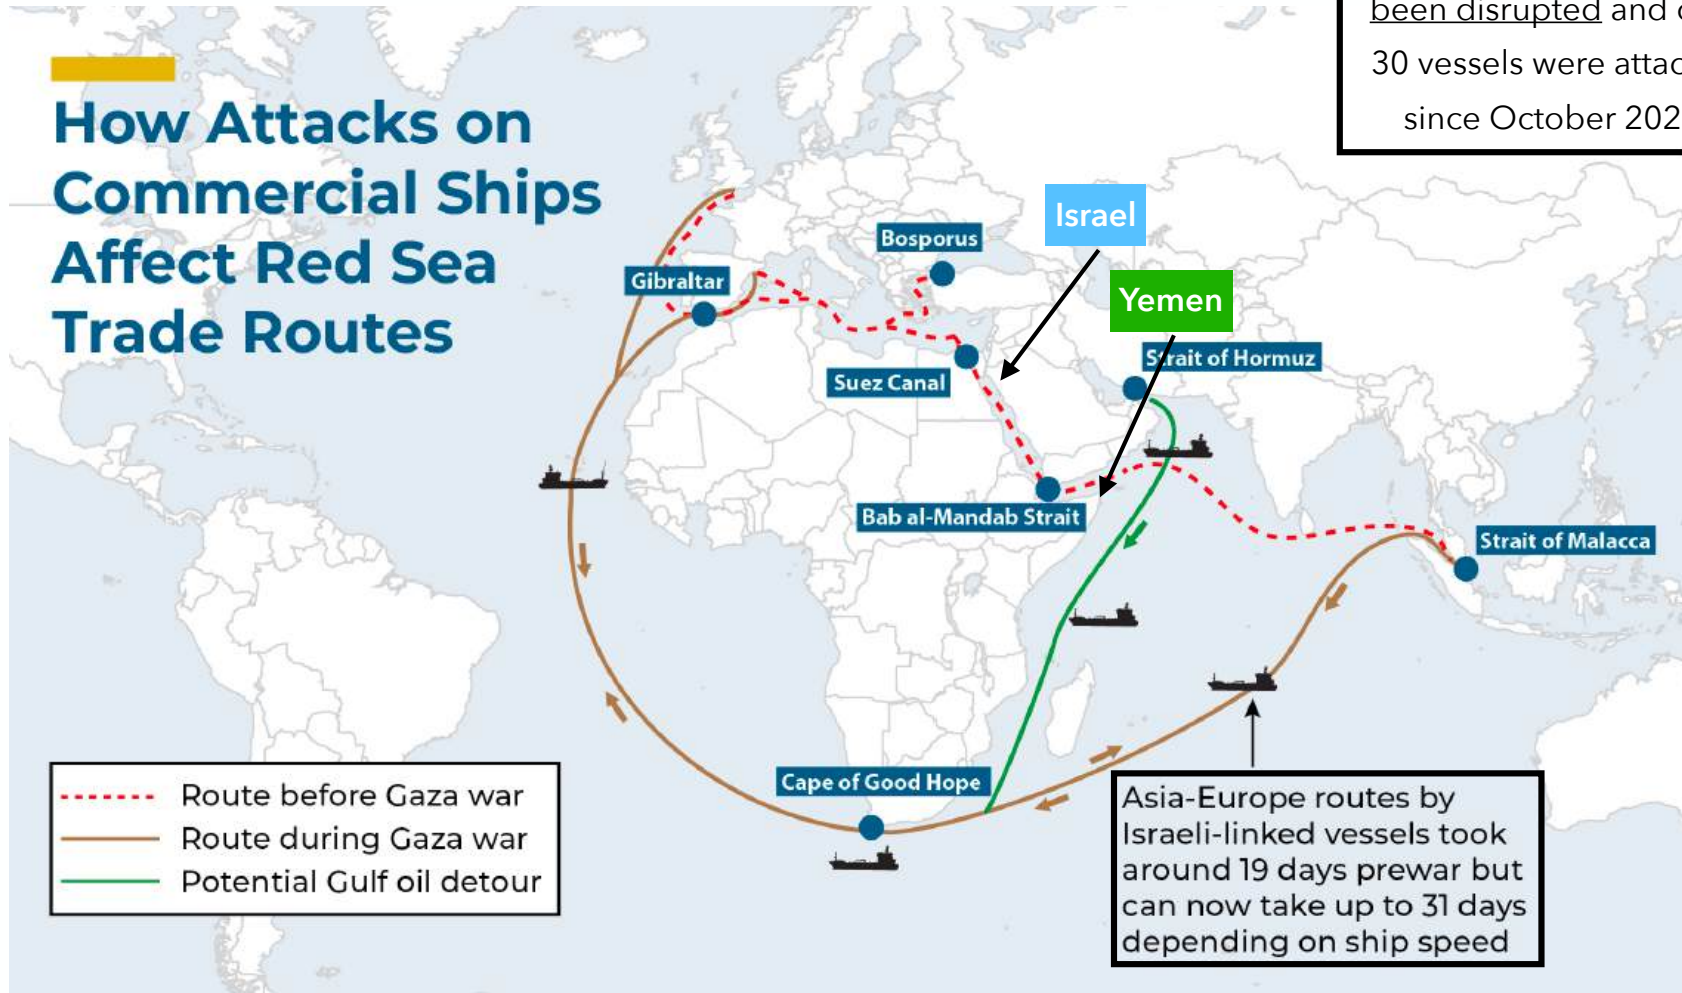 been disrupted and
30 vessels were
since October
How Attacks on
Commercial Ships
Affect Red Sea
Trade Routes
Israel
Bosporus
Gibraltar
Yemen
Strait of Hormuz
Suez Canal
Bab al-Mandab Strait
Strait of Malacca
Cape of Good Hope
Route before Gaza war
Route during Gaza war
Potential Gulf oil detour
Asia-Europe routes by
Israeli-linked vessels took
around 19 days prewar but
can now take up to 31 days
depending on ship speed